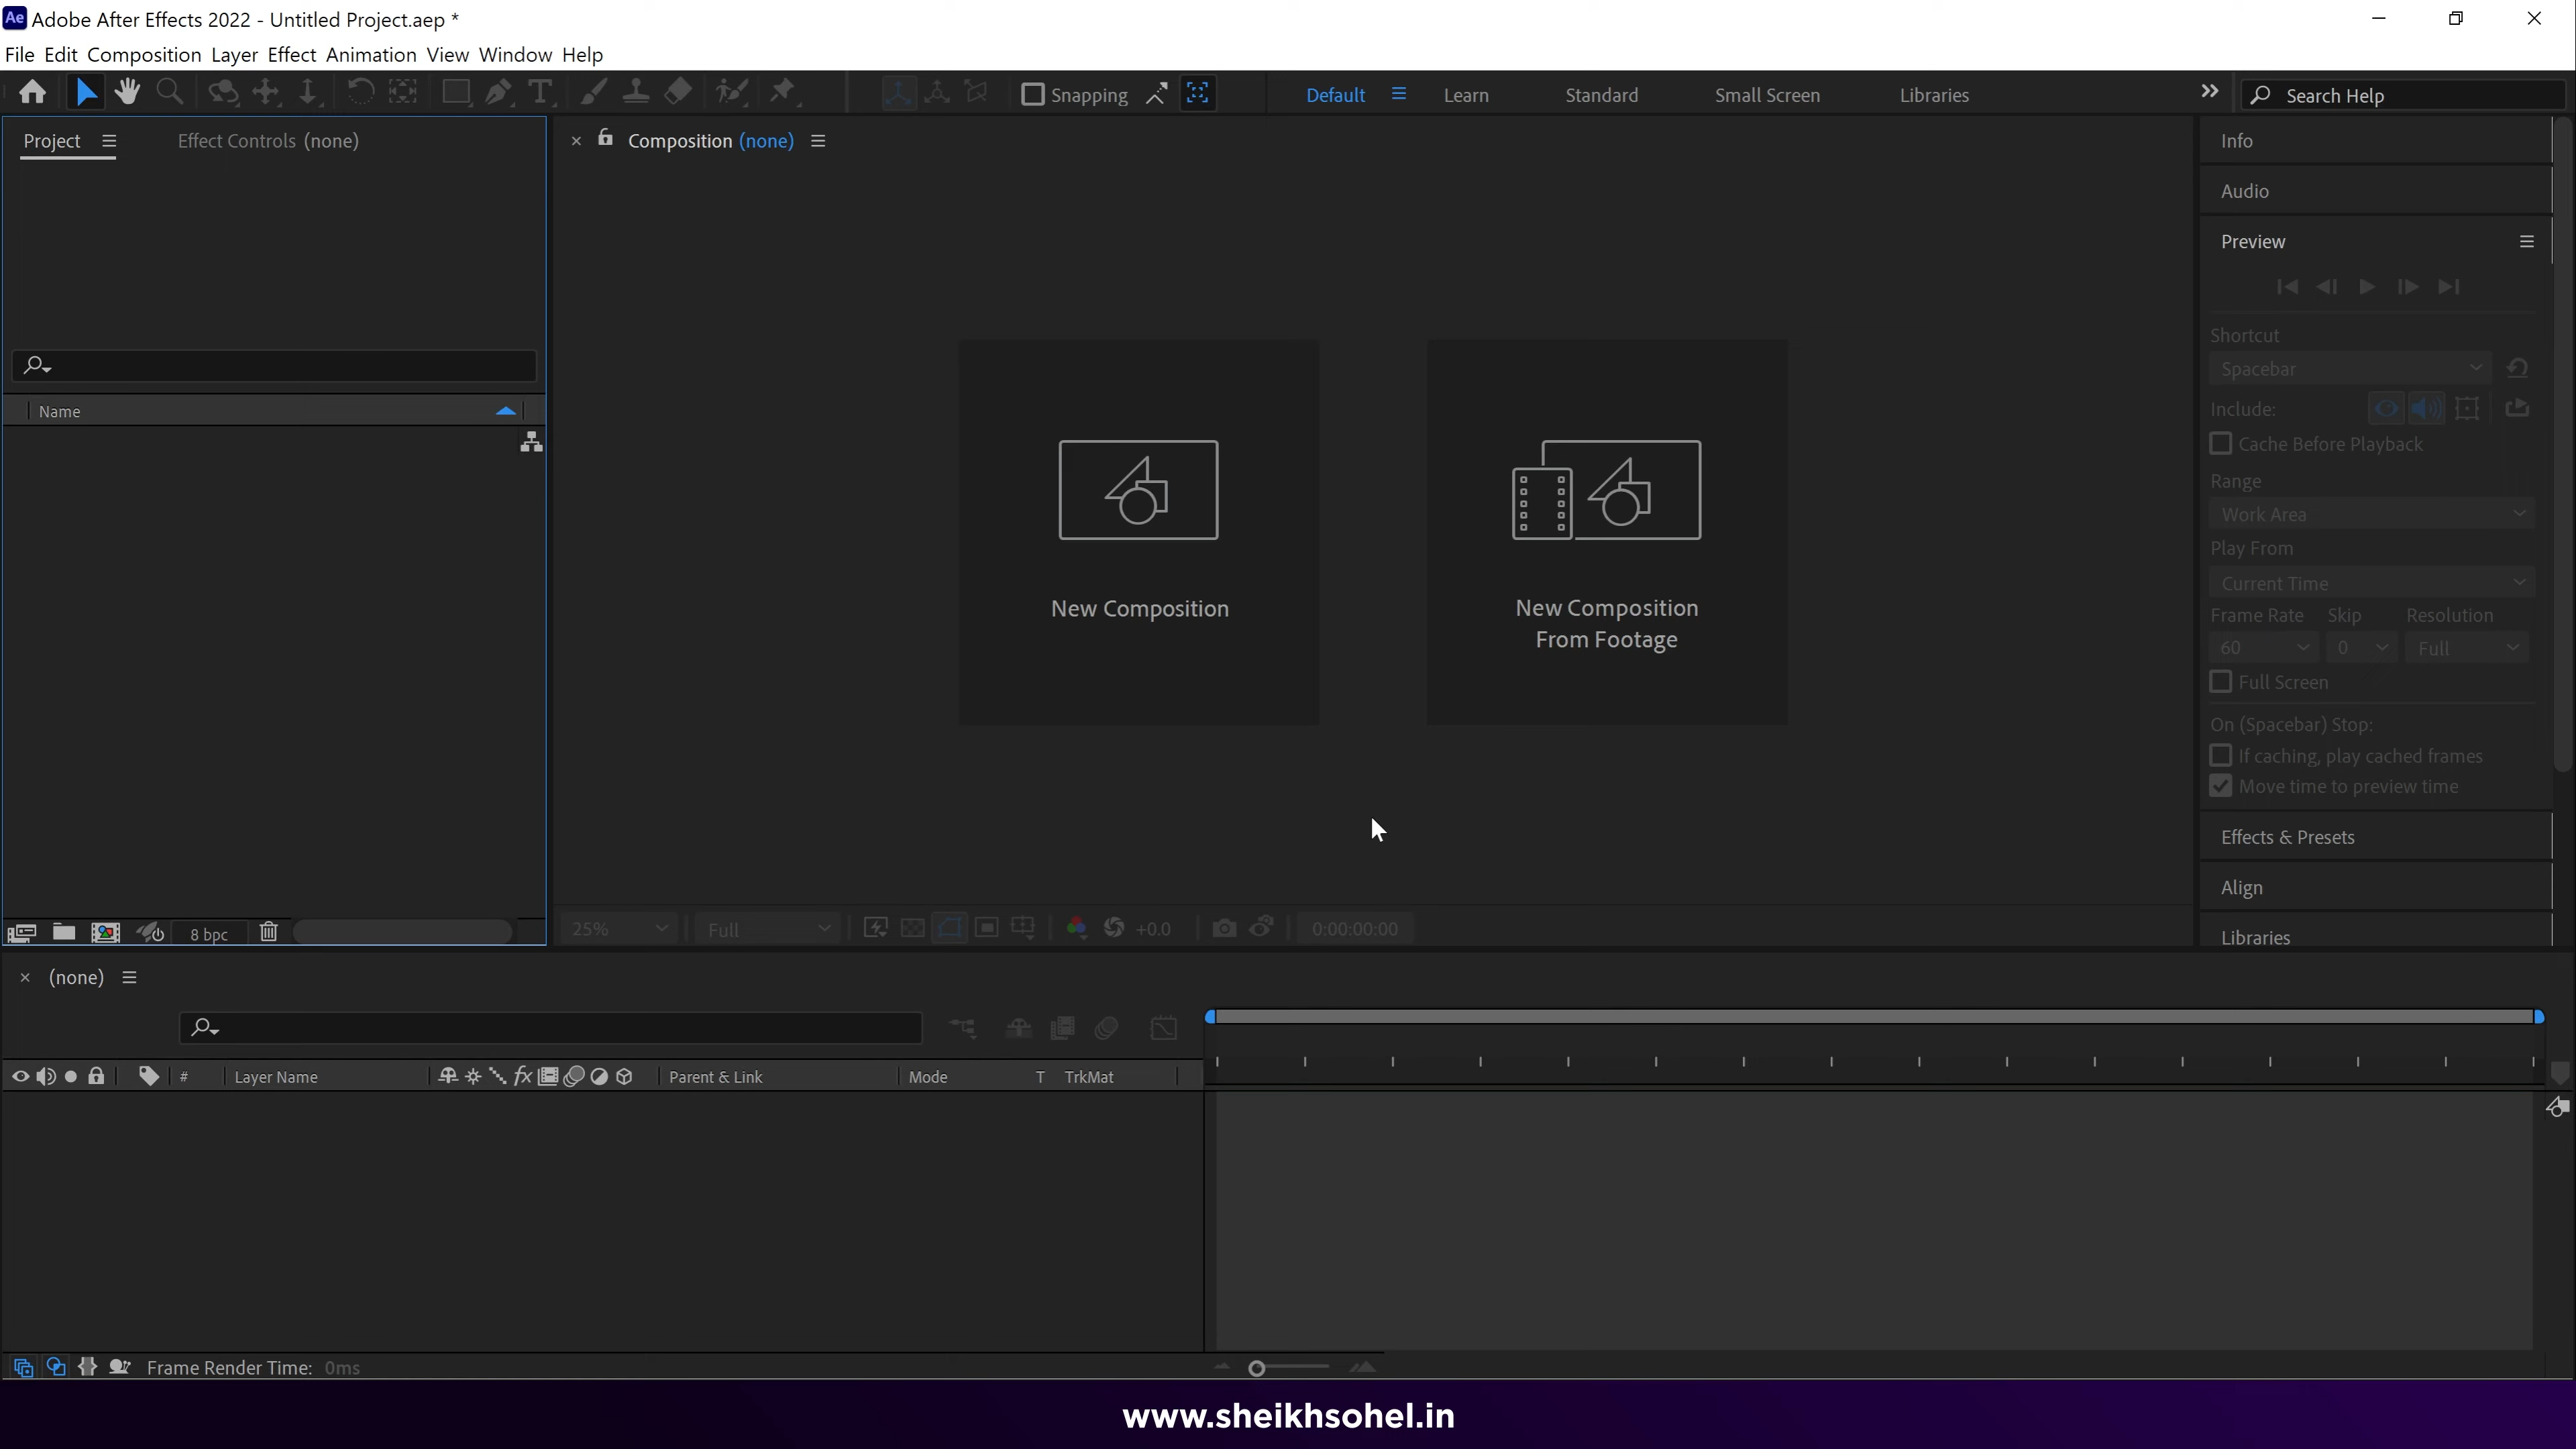 Ae Adobe After Effects 2022 - Untitled Project.aep *
File Edit Composition Layer Effect Animation View Window Help
Snapping Default Learn Standard Small Screen Libraries Search Help
Project Effect Controls (none)
Composition (none)
Info
Audio
Preview
Shortcut
Spacebar
Include:
Cache Before Playback
Range
Work Area
Play From
Current Time
Frame Rate Skip Resolution
60 0 Full
Full Screen
On (Spacebar) Stop:
If caching, play cached frames
Move time to preview time
Effects & Presets
Align
Libraries
Name
New Composition
New Composition
From Footage
8 bpc
25% Full +0.0 0:00:00:00
(none)
# Layer Name fx Parent & Link Mode T TrkMat
Frame Render Time: 0ms
www.sheikhsohel.in